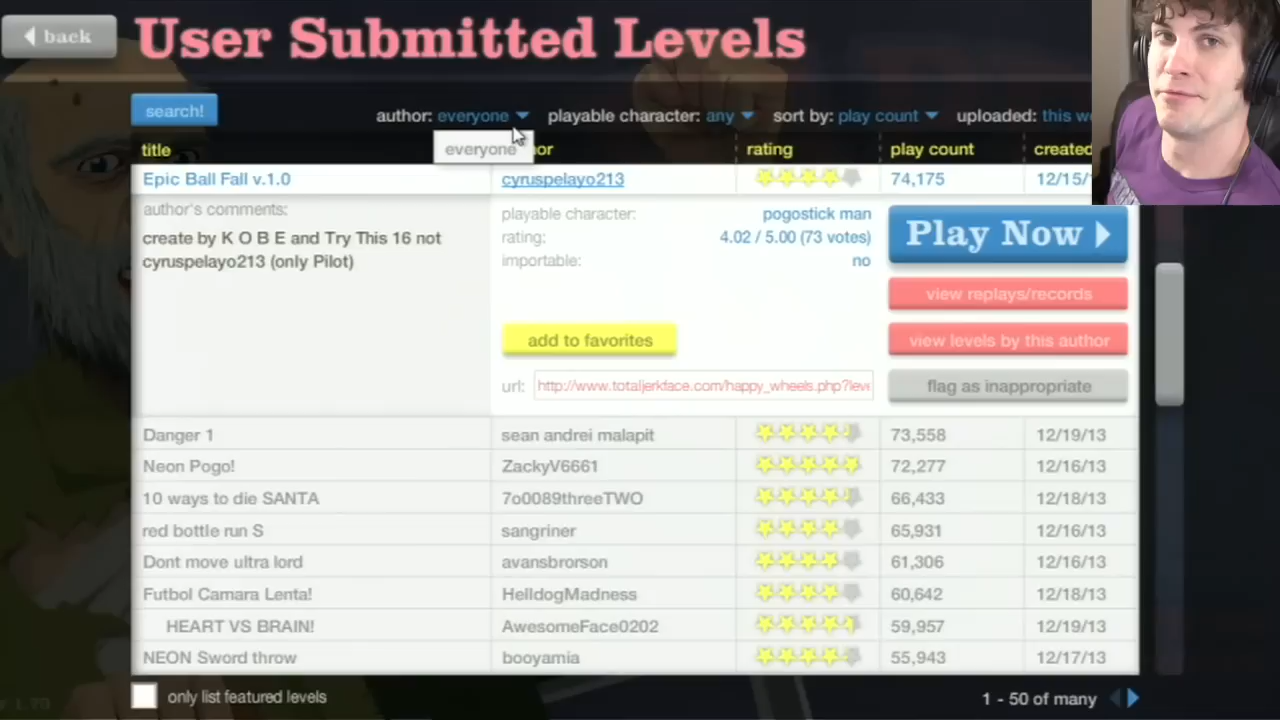 back
User Submitted Levels
search!
author: everyone playable character: any sort by: play count uploaded: this
everyone
title rating play count created
Epic Ball Fall v.1.0 cyruspelayo213 74,175 12/15/
author's comments:
create by K O B E and Try This 16 not
cyruspelayo213 (only Pilot)
playable character: pogostick man
rating: 4.02 / 5.00 (73 votes)
importable: no
add to favorites
url: http://www.totaljerkface.com/happy_wheels.php?leve
Play Now
view replays/records
view levels by this author
flag as inappropriate
Danger 1 sean andrei malapit 73,558 12/19/13
Neon Pogo! ZackyV6661 72,277 12/16/13
10 ways to die SANTA 7o0089threeTWO 66,433 12/18/13
red bottle run S sangriner 65,931 12/16/13
Dont move ultra lord avansbrorson 61,306 12/16/13
Futbol Camara Lenta! HelldogMadness 60,642 12/18/13
HEART VS BRAIN! AwesomeFace0202 59,957 12/19/13
NEON Sword throw booyamia 55,943 12/17/13
only list featured levels
1 - 50 of many